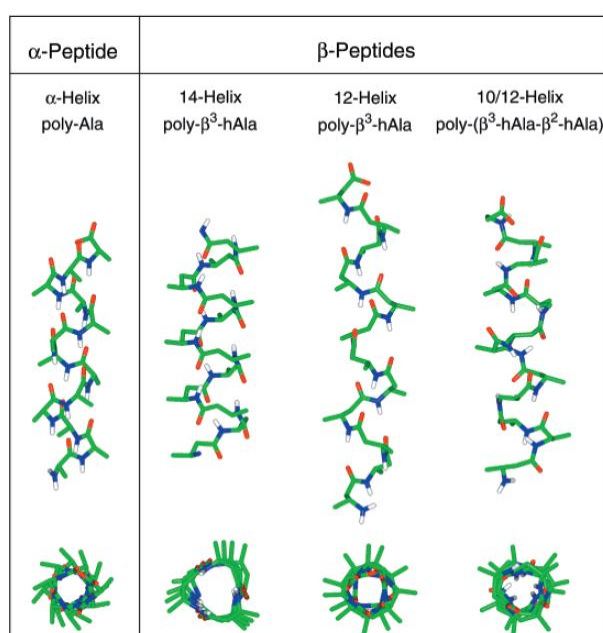 α-Peptide
β-Peptides
α-Helix
poly-Ala
14-Helix
poly-β³-hAla
12-Helix
poly-β³-hAla
10/12-Helix
poly-(β³-hAla-β²-hAla)